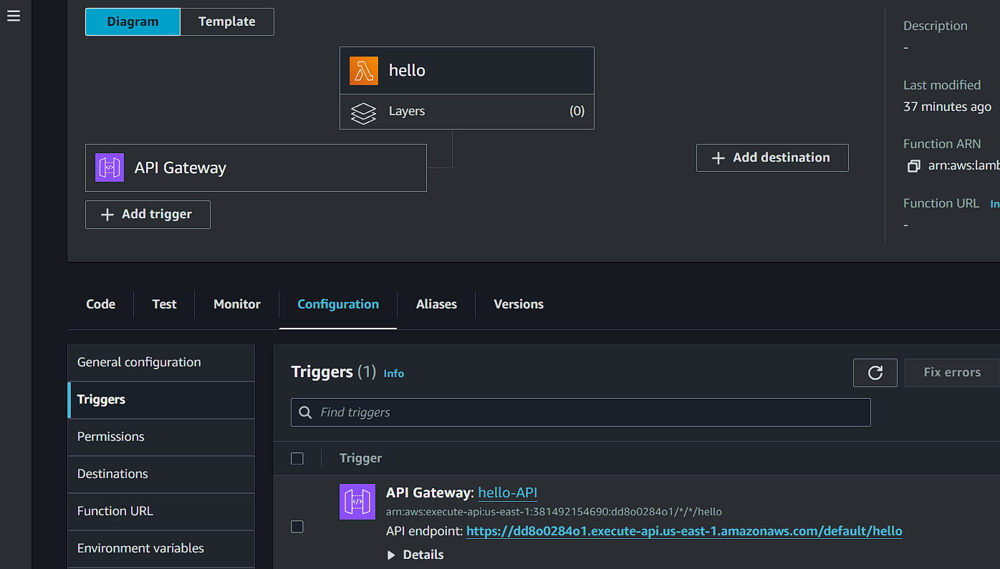 Diagram
Template
hello
Layers
(0)
API Gateway
Add trigger
Add destination
Description
-
Last modified
37 minutes ago
Function ARN
arn:aws:lamb
Function URL
-
Code
Test
Monitor
Configuration
Aliases
Versions
General configuration
Triggers
Permissions
Destinations
Function URL
Environment variables
Triggers (1) Info
Fix errors
Find triggers
Trigger
API Gateway: hello-API
arn:aws:execute-api:us-east-1:381492154690:dd8o0284o1/*/*/hello
API endpoint: https://dd8o0284o1.execute-api.us-east-1.amazonaws.com/default/hello
Details